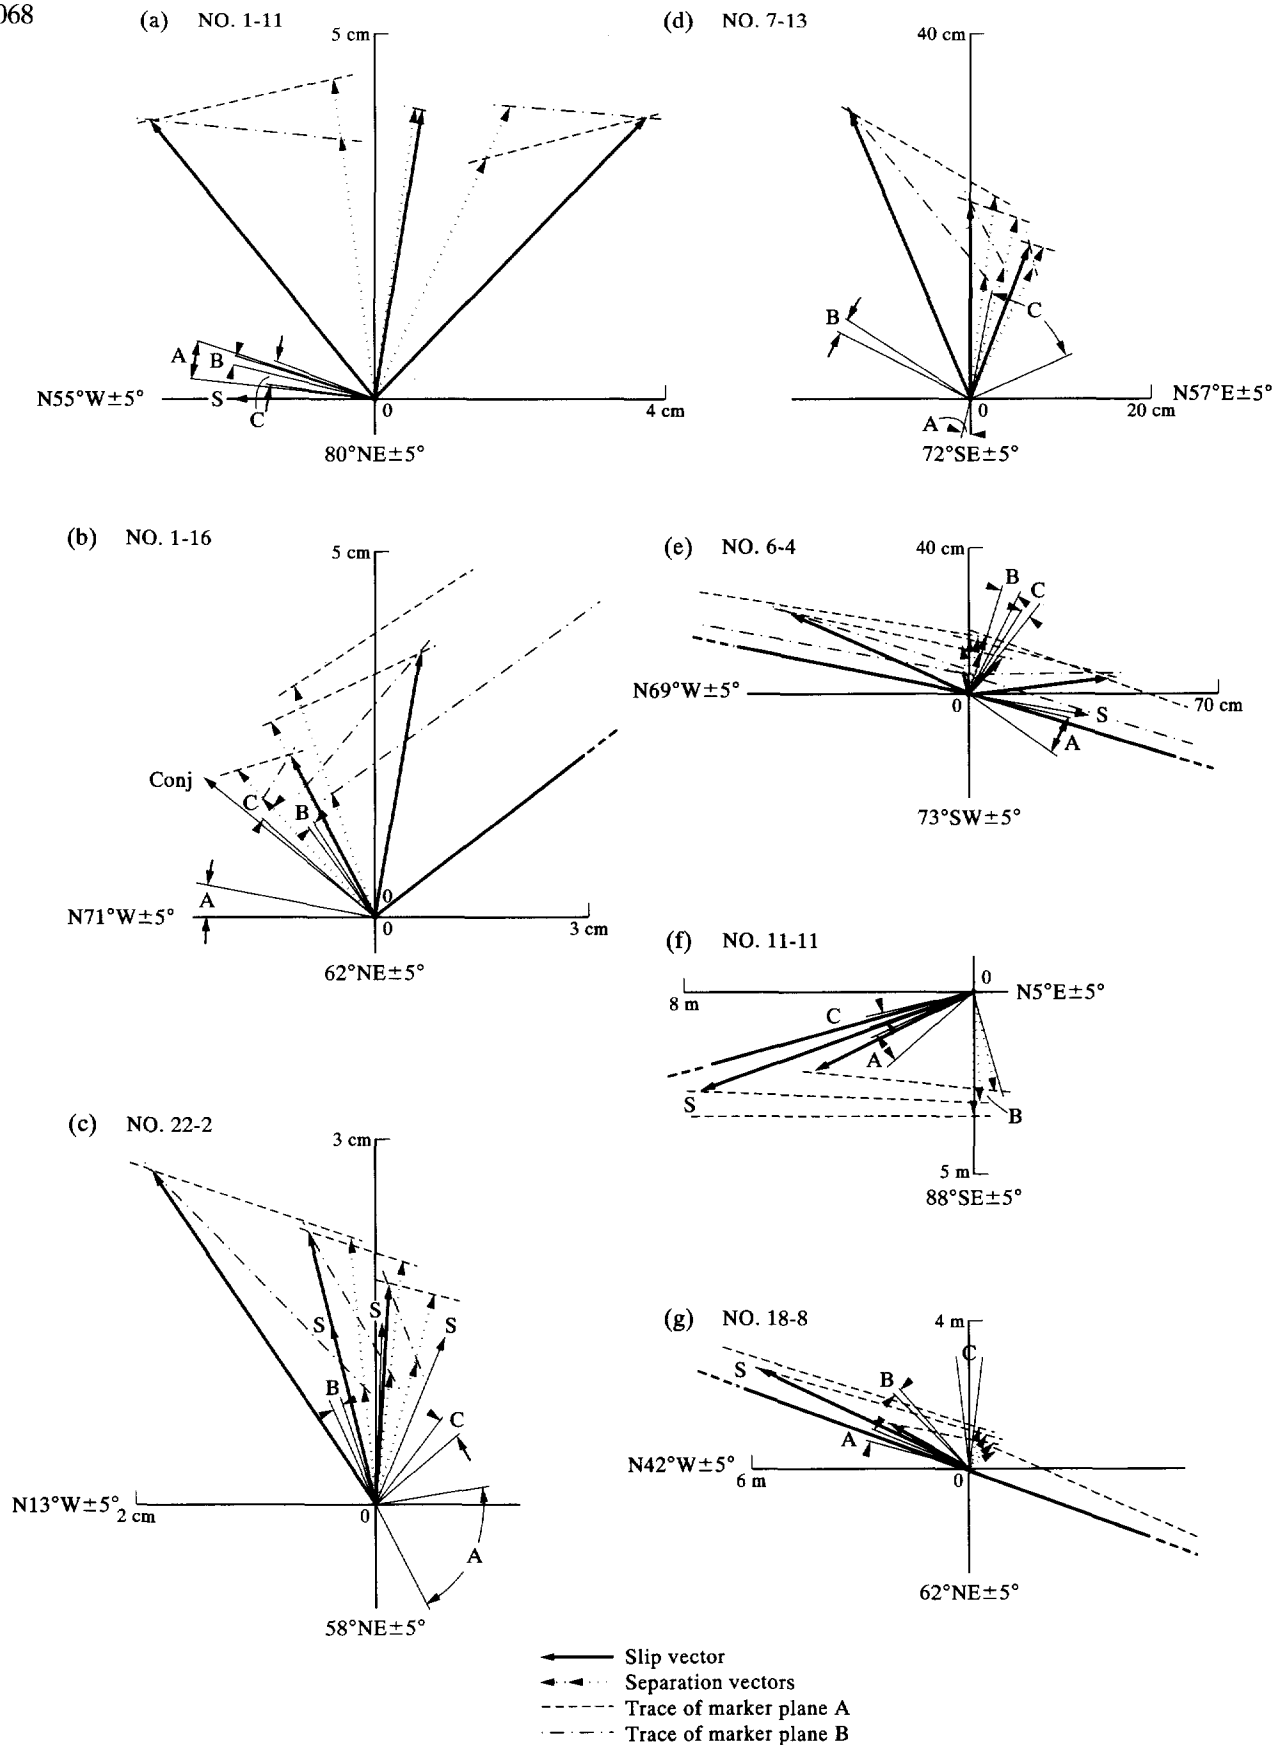 068
(a) NO. 1-11
5 cm
A
B
S
C
N55°W±5°
0
4 cm
80°NE±5°
(d) NO. 7-13
40 cm
B
C
A
0
20 cm
N57°E±5°
72°SE±5°
(b) NO. 1-16
5 cm
Conj
C
B
A
0
N71°W±5°
0
3 cm
62°NE±5°
(e) NO. 6-4
40 cm
B
C
N69°W±5°
0
70 cm
S
A
73°SW±5°
(f) NO. 11-11
0
N5°E±5°
8 m
C
A
S
B
5 m
88°SE±5°
(c) NO. 22-2
3 cm
S
S
S
B
C
N13°W±5°
2 cm
0
A
58°NE±5°
(g) NO. 18-8
4 m
C
S
B
A
N42°W±5°
6 m
0
62°NE±5°
Slip vector
Separation vectors
Trace of marker plane A
Trace of marker plane B